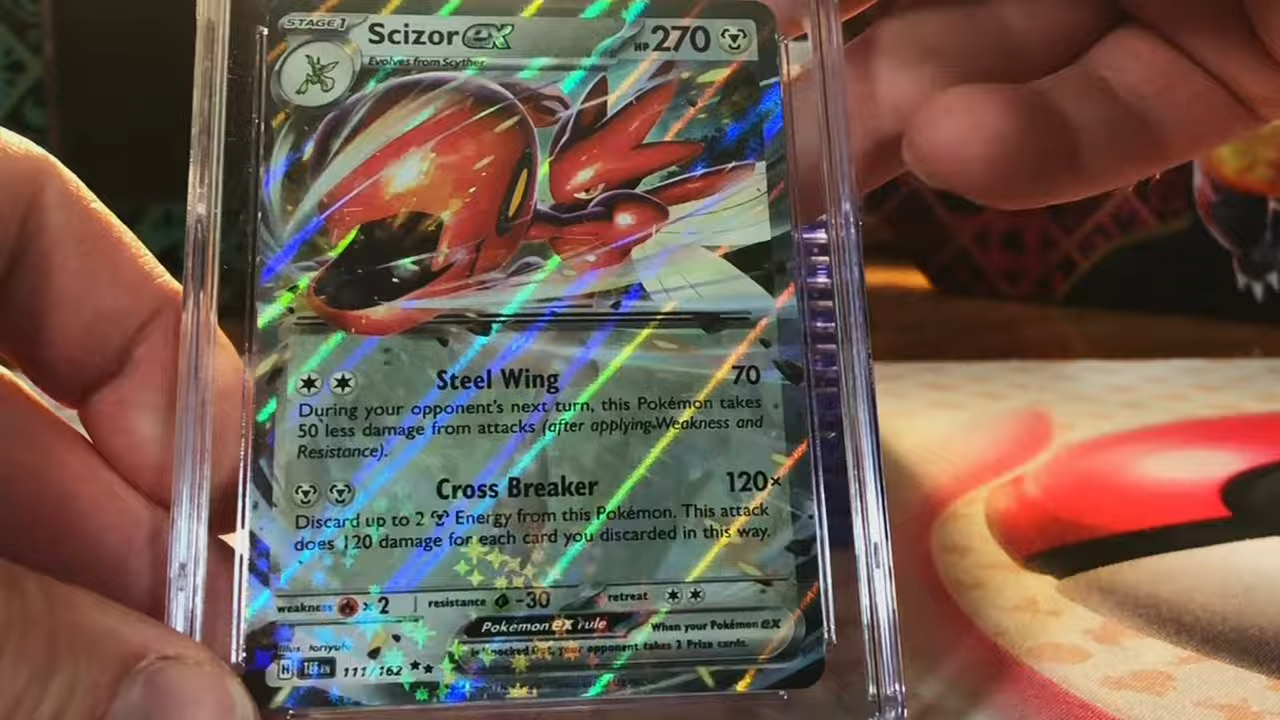 STAGE 1
Scizor ex
HP 270
Evolves from Scyther
Steel Wing 70
During your opponent's next turn, this Pokémon takes
50 less damage from attacks (after applying Weakness and
Resistance).
Cross Breaker 120×
Discard up to 2 Energy from this Pokémon. This attack
does 120 damage for each card you discarded in this way.
weakness × 2 resistance -30 retreat
Pokémon ex rule When your Pokémon ex
is Knocked Out, your opponent takes 2 Prize cards.
Illus.
H TEF EN 111/162